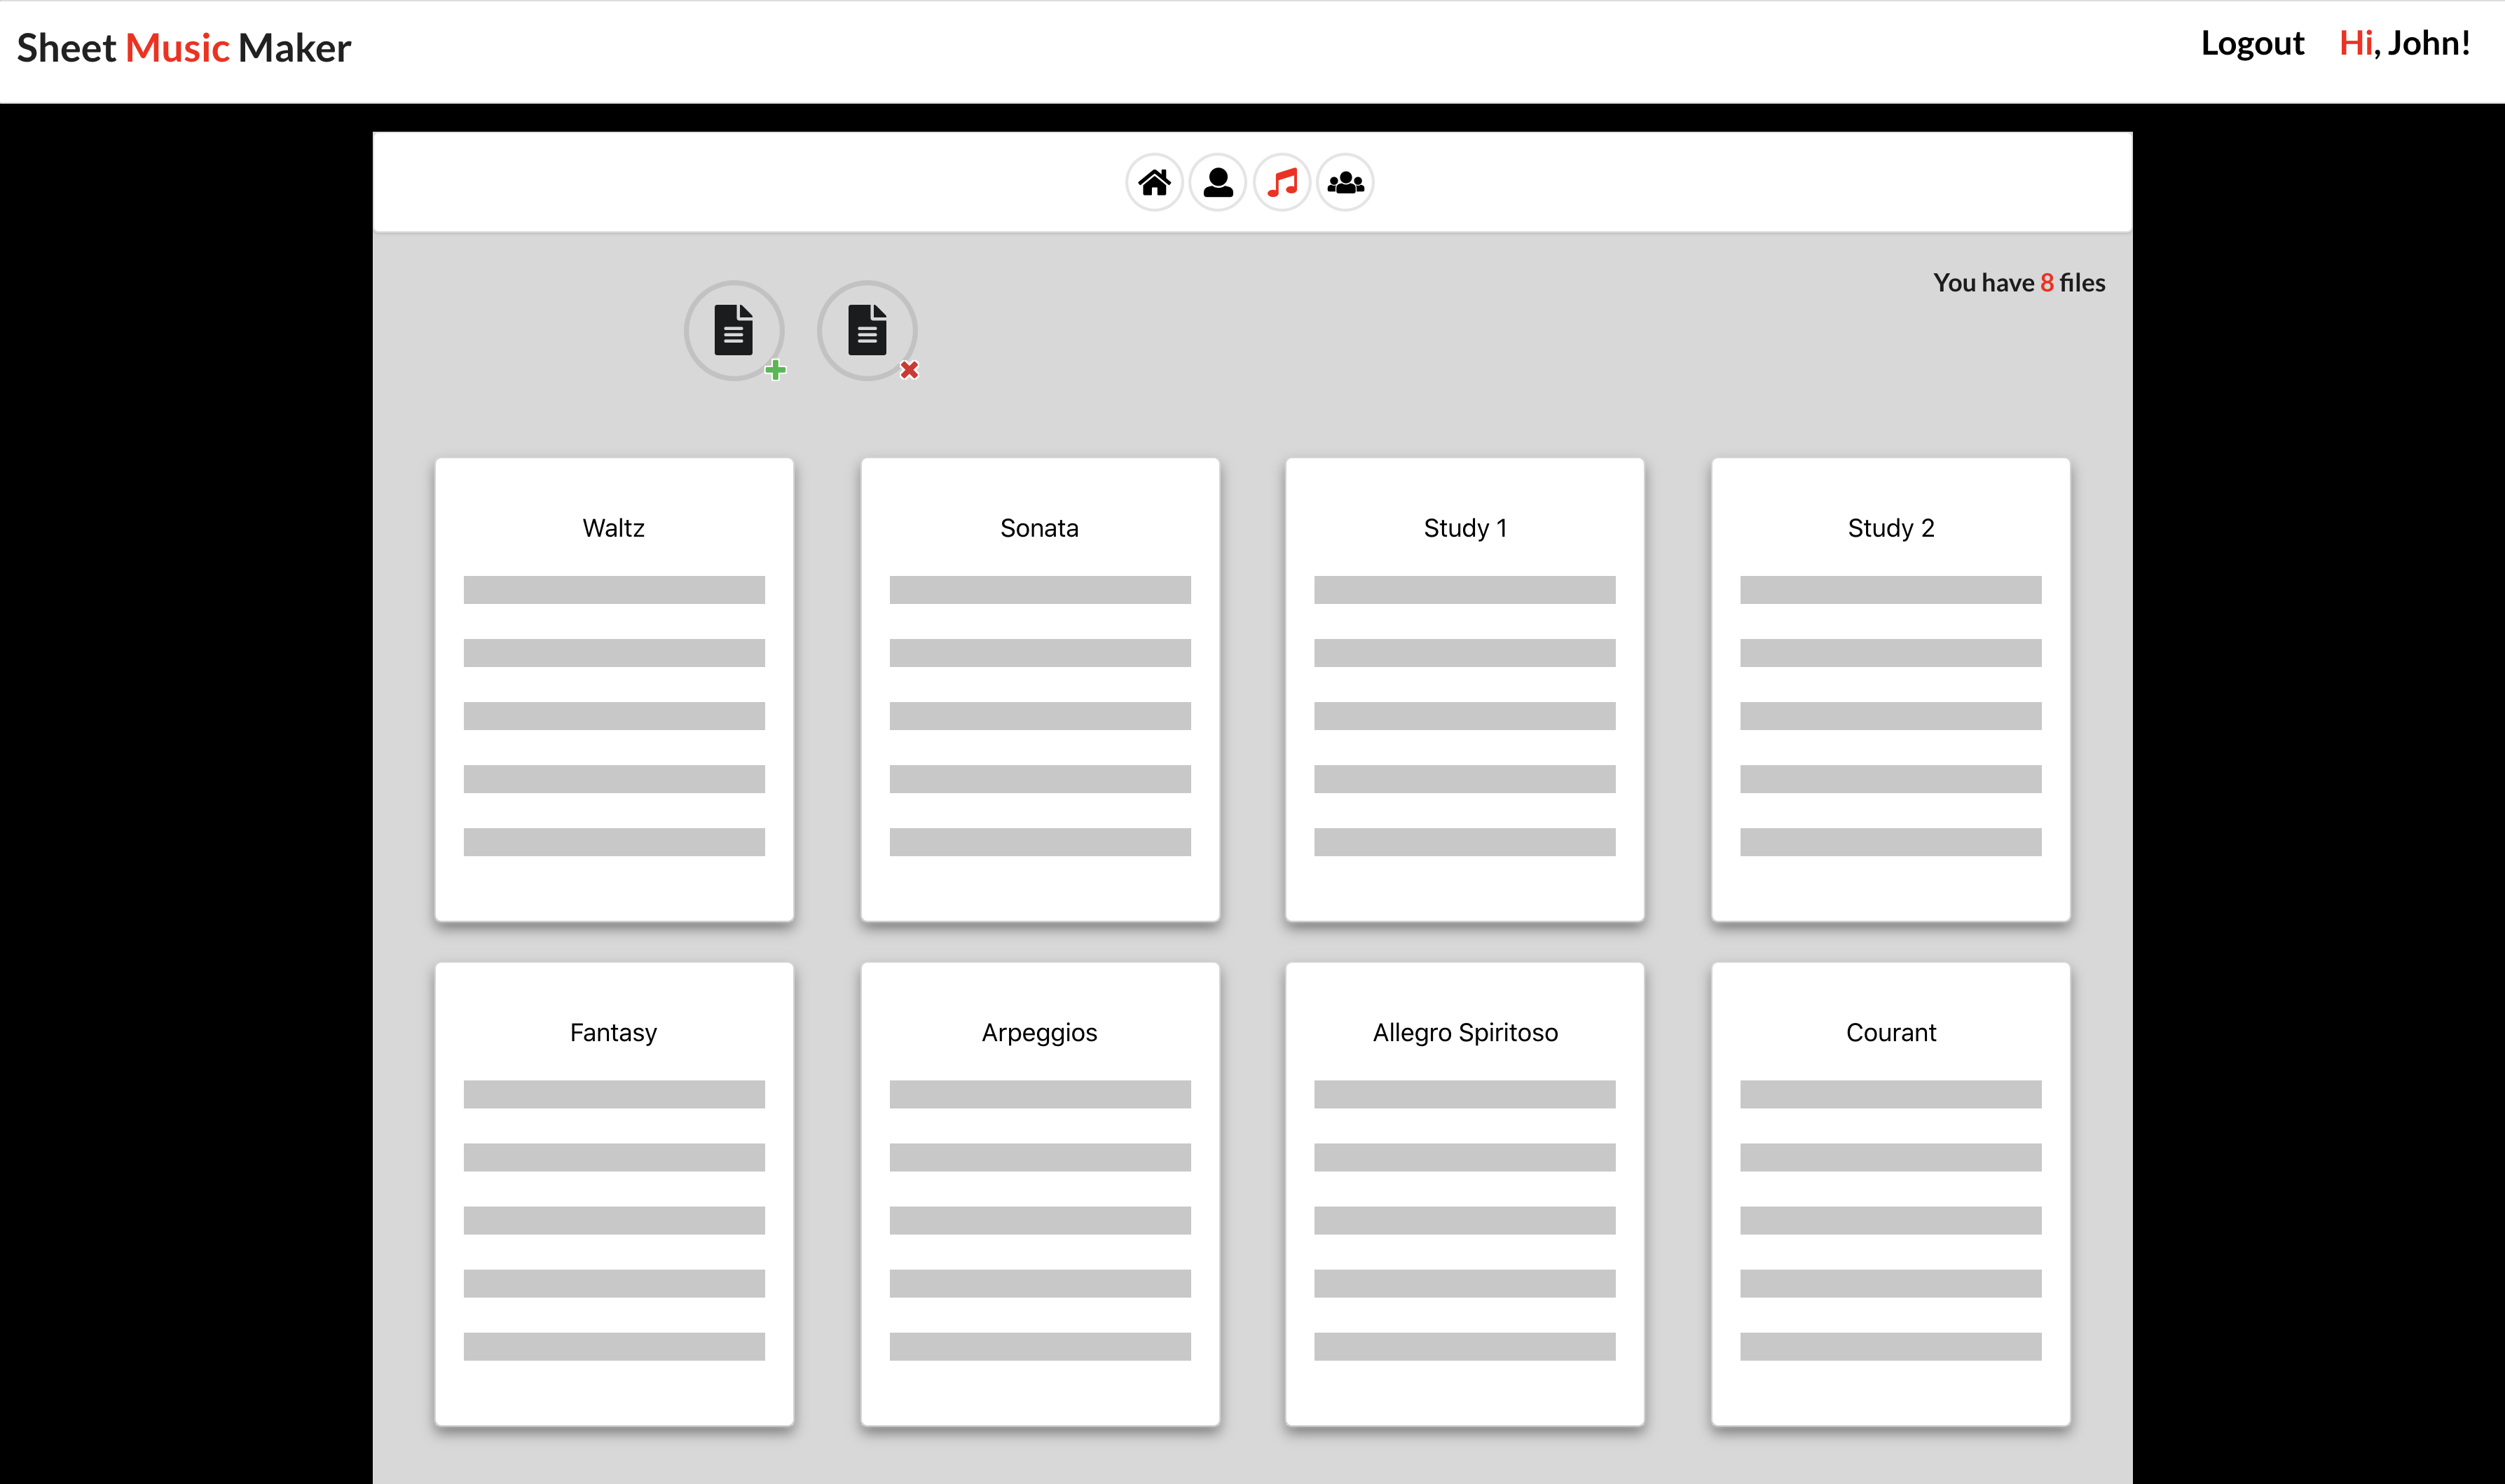 Sheet Music Maker
Logout Hi, John!
You have 8 files
Waltz
Sonata
Study 1
Study 2
Fantasy
Arpeggios
Allegro Spiritoso
Courant